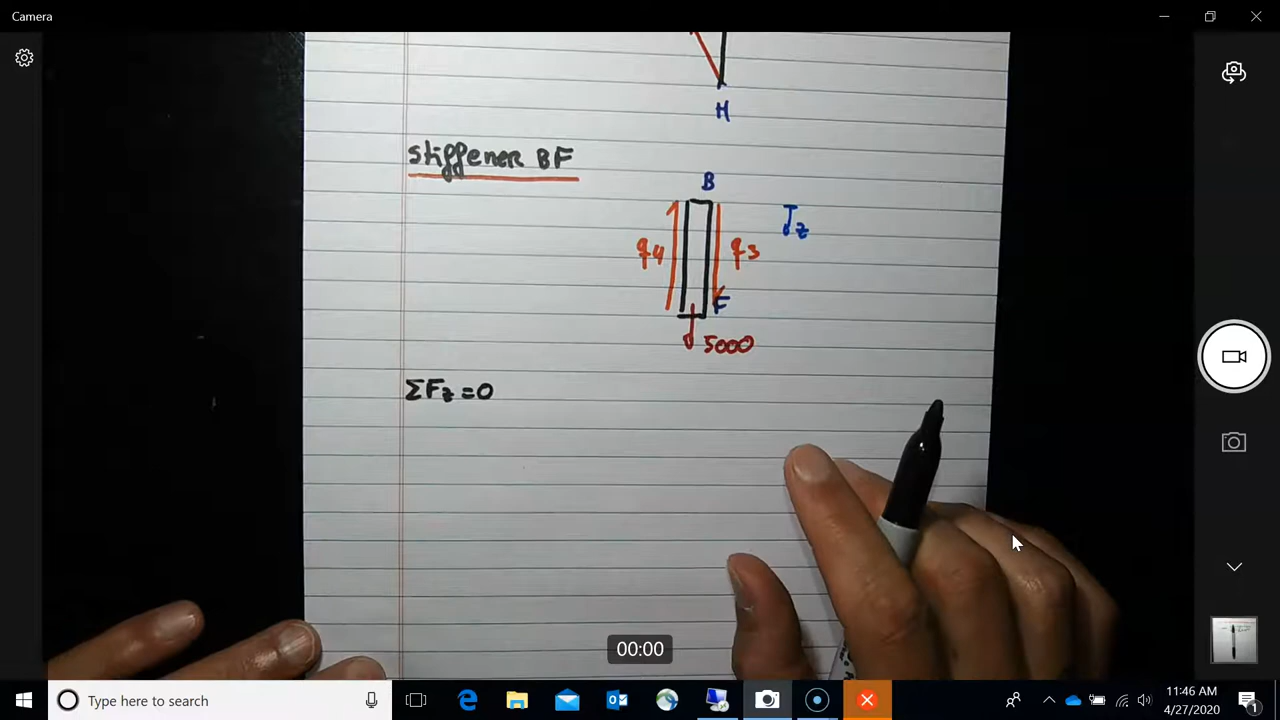 Camera
H
stiffener BF
B
z
q4
q3
F
5000
ΣFz = 0
00:00
Type here to search
11:46 AM
4/27/2020
1